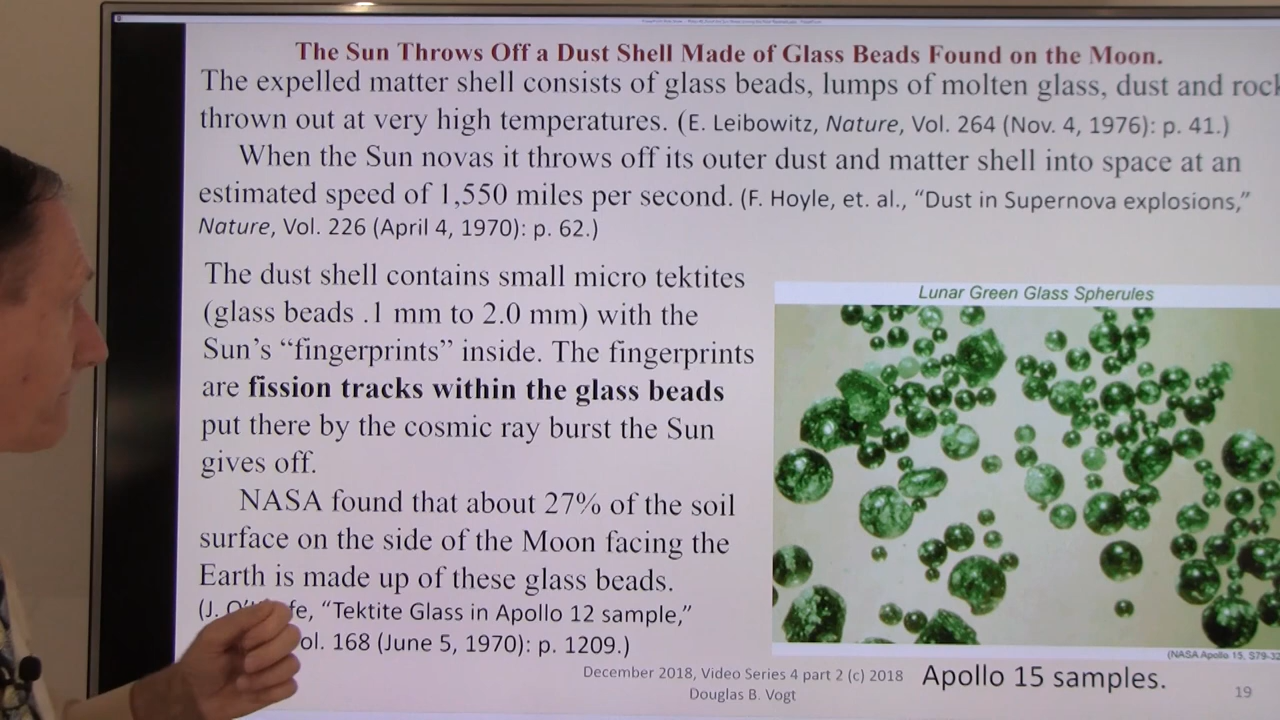 The Sun Throws Off a Dust Shell Made of Glass Beads Found on the Moon.
The expelled matter shell consists of glass beads, lumps of molten glass, dust and rock
thrown out at very high temperatures. (E. Leibowitz, Nature, Vol. 264 (Nov. 4, 1976): p. 41.)
When the Sun novas it throws off its outer dust and matter shell into space at an
estimated speed of 1,550 miles per second. (F. Hoyle, et. al., “Dust in Supernova explosions,”
Nature, Vol. 226 (April 4, 1970): p. 62.)
The dust shell contains small micro tektites
(glass beads .1 mm to 2.0 mm) with the
Sun’s “fingerprints” inside. The fingerprints
are fission tracks within the glass beads
put there by the cosmic ray burst the Sun
gives off.
NASA found that about 27% of the soil
surface on the side of the Moon facing the
Earth is made up of these glass beads.
(J. “Tektite Glass in Apollo 12 sample,”
168 (June 5, 1970): p. 1209.)
Lunar Green Glass Spherules
(NASA Apollo 15,
Apollo 15 samples.
December 2018, Video Series 4 part 2 (c) 2018
Douglas B. Vogt
19